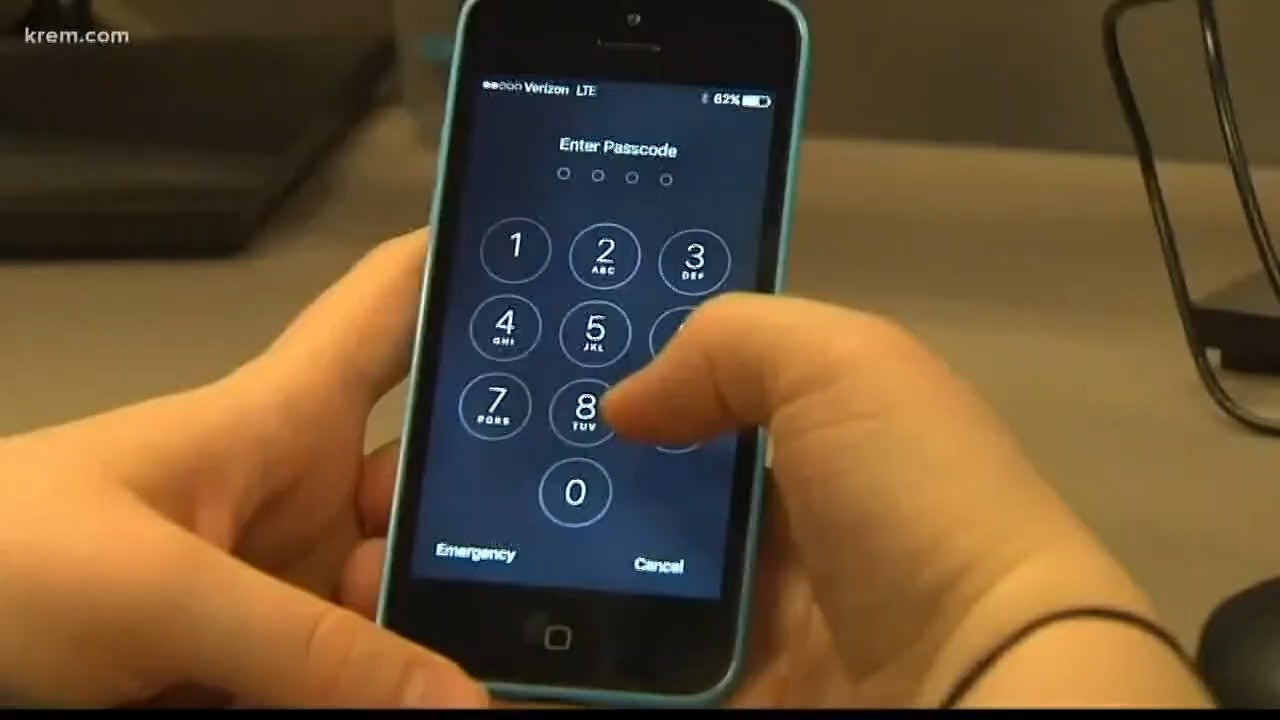 krem.com
Verizon LTE 62%
Enter Passcode
1 2 3
ABC DEF
4 5
GHI JKL
7 8
PQRS TUV
0
Emergency Cancel